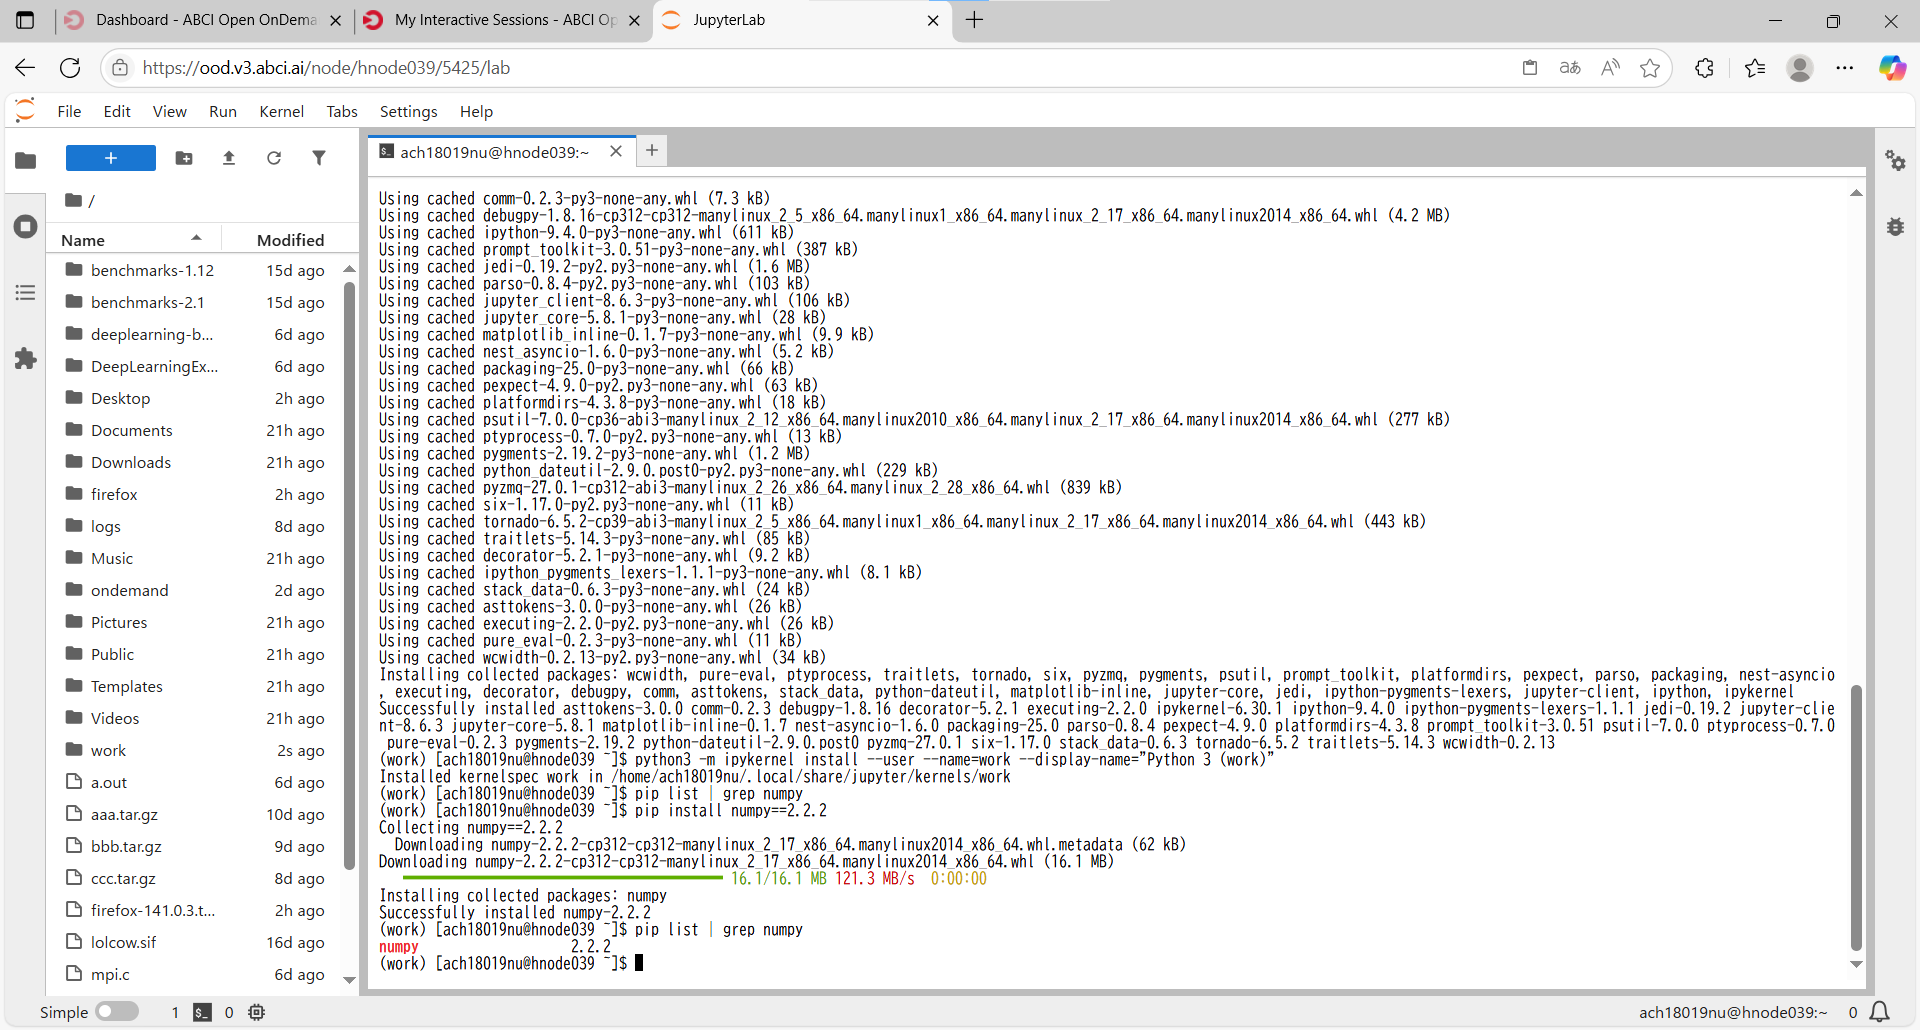 Dashboard - ABCI Open OnDema
My Interactive Sessions - ABCI Op
JupyterLab
https://ood.v3.abci.ai/node/hnode039/5425/lab
File Edit View Run Kernel Tabs Settings Help
ach18019nu@hnode039:~
/
Name Modified
benchmarks-1.12 15d ago
benchmarks-2.1 15d ago
deeplearning-b... 6d ago
DeepLearningEx... 6d ago
Desktop 2h ago
Documents 21h ago
Downloads 21h ago
firefox 2h ago
logs 8d ago
Music 21h ago
ondemand 2d ago
Pictures 21h ago
Public 21h ago
Templates 21h ago
Videos 21h ago
work 2s ago
a.out 6d ago
aaa.tar.gz 10d ago
bbb.tar.gz 9d ago
ccc.tar.gz 8d ago
firefox-141.0.3.t... 2h ago
lolcow.sif 16d ago
mpi.c 6d ago
Using cached comm-0.2.3-py3-none-any.whl (7.3 kB)
Using cached debugpy-1.8.16-cp312-cp312-manylinux_2_5_x86_64.manylinux1_x86_64.manylinux_2_17_x86_64.manylinux2014_x86_64.whl (4.2 MB)
Using cached ipython-9.4.0-py3-none-any.whl (611 kB)
Using cached prompt_toolkit-3.0.51-py3-none-any.whl (387 kB)
Using cached jedi-0.19.2-py2.py3-none-any.whl (1.6 MB)
Using cached parso-0.8.4-py2.py3-none-any.whl (103 kB)
Using cached jupyter_client-8.6.3-py3-none-any.whl (106 kB)
Using cached jupyter_core-5.8.1-py3-none-any.whl (28 kB)
Using cached matplotlib_inline-0.1.7-py3-none-any.whl (9.9 kB)
Using cached nest_asyncio-1.6.0-py3-none-any.whl (5.2 kB)
Using cached packaging-25.0-py3-none-any.whl (66 kB)
Using cached pexpect-4.9.0-py2.py3-none-any.whl (63 kB)
Using cached platformdirs-4.3.8-py3-none-any.whl (18 kB)
Using cached psutil-7.0.0-cp36-abi3-manylinux_2_12_x86_64.manylinux2010_x86_64.manylinux_2_17_x86_64.manylinux2014_x86_64.whl (277 kB)
Using cached ptyprocess-0.7.0-py2.py3-none-any.whl (13 kB)
Using cached pygments-2.19.2-py3-none-any.whl (1.2 MB)
Using cached python_dateutil-2.9.0.post0-py2.py3-none-any.whl (229 kB)
Using cached pyzmq-27.0.1-cp312-abi3-manylinux_2_26_x86_64.manylinux_2_28_x86_64.whl (839 kB)
Using cached six-1.17.0-py2.py3-none-any.whl (11 kB)
Using cached tornado-6.5.2-cp39-abi3-manylinux_2_5_x86_64.manylinux1_x86_64.manylinux_2_17_x86_64.manylinux2014_x86_64.whl (443 kB)
Using cached traitlets-5.14.3-py3-none-any.whl (85 kB)
Using cached decorator-5.2.1-py3-none-any.whl (9.2 kB)
Using cached ipython_pygments_lexers-1.1.1-py3-none-any.whl (8.1 kB)
Using cached stack_data-0.6.3-py3-none-any.whl (24 kB)
Using cached asttokens-3.0.0-py3-none-any.whl (26 kB)
Using cached executing-2.2.0-py2.py3-none-any.whl (26 kB)
Using cached pure_eval-0.2.3-py3-none-any.whl (11 kB)
Using cached wcwidth-0.2.13-py2.py3-none-any.whl (34 kB)
Installing collected packages: wcwidth, pure-eval, ptyprocess, traitlets, tornado, six, pyzmq, pygments, psutil, prompt_toolkit, platformdirs, pexpect, parso, packaging, nest-asyncio
, executing, decorator, debugpy, comm, asttokens, stack_data, python-dateutil, matplotlib-inline, jupyter-core, jedi, ipython-pygments-lexers, jupyter-client, ipython, ipykernel
Successfully installed asttokens-3.0.0 comm-0.2.3 debugpy-1.8.16 decorator-5.2.1 executing-2.2.0 ipykernel-6.30.1 ipython-9.4.0 ipython-pygments-lexers-1.1.1 jedi-0.19.2 jupyter-clie
nt-8.6.3 jupyter-core-5.8.1 matplotlib-inline-0.1.7 nest-asyncio-1.6.0 packaging-25.0 parso-0.8.4 pexpect-4.9.0 platformdirs-4.3.8 prompt_toolkit-3.0.51 psutil-7.0.0 ptyprocess-0.7.0
pure-eval-0.2.3 pygments-2.19.2 python-dateutil-2.9.0.post0 pyzmq-27.0.1 six-1.17.0 stack_data-0.6.3 tornado-6.5.2 traitlets-5.14.3 wcwidth-0.2.13
(work) [ach18019nu@hnode039 ~]$ python3 -m ipykernel install --user --name=work --display-name="Python 3 (work)"
Installed kernelspec work in /home/ach18019nu/.local/share/jupyter/kernels/work
(work) [ach18019nu@hnode039 ~]$ pip list | grep numpy
(work) [ach18019nu@hnode039 ~]$ pip install numpy==2.2.2
Collecting numpy==2.2.2
Downloading numpy-2.2.2-cp312-cp312-manylinux_2_17_x86_64.manylinux2014_x86_64.whl.metadata (62 kB)
Downloading numpy-2.2.2-cp312-cp312-manylinux_2_17_x86_64.manylinux2014_x86_64.whl (16.1 MB)
16.1/16.1 MB 121.3 MB/s 0:00:00
Installing collected packages: numpy
Successfully installed numpy-2.2.2
(work) [ach18019nu@hnode039 ~]$ pip list | grep numpy
numpy 2.2.2
(work) [ach18019nu@hnode039 ~]$
Simple 1 0 ach18019nu@hnode039:~ 0